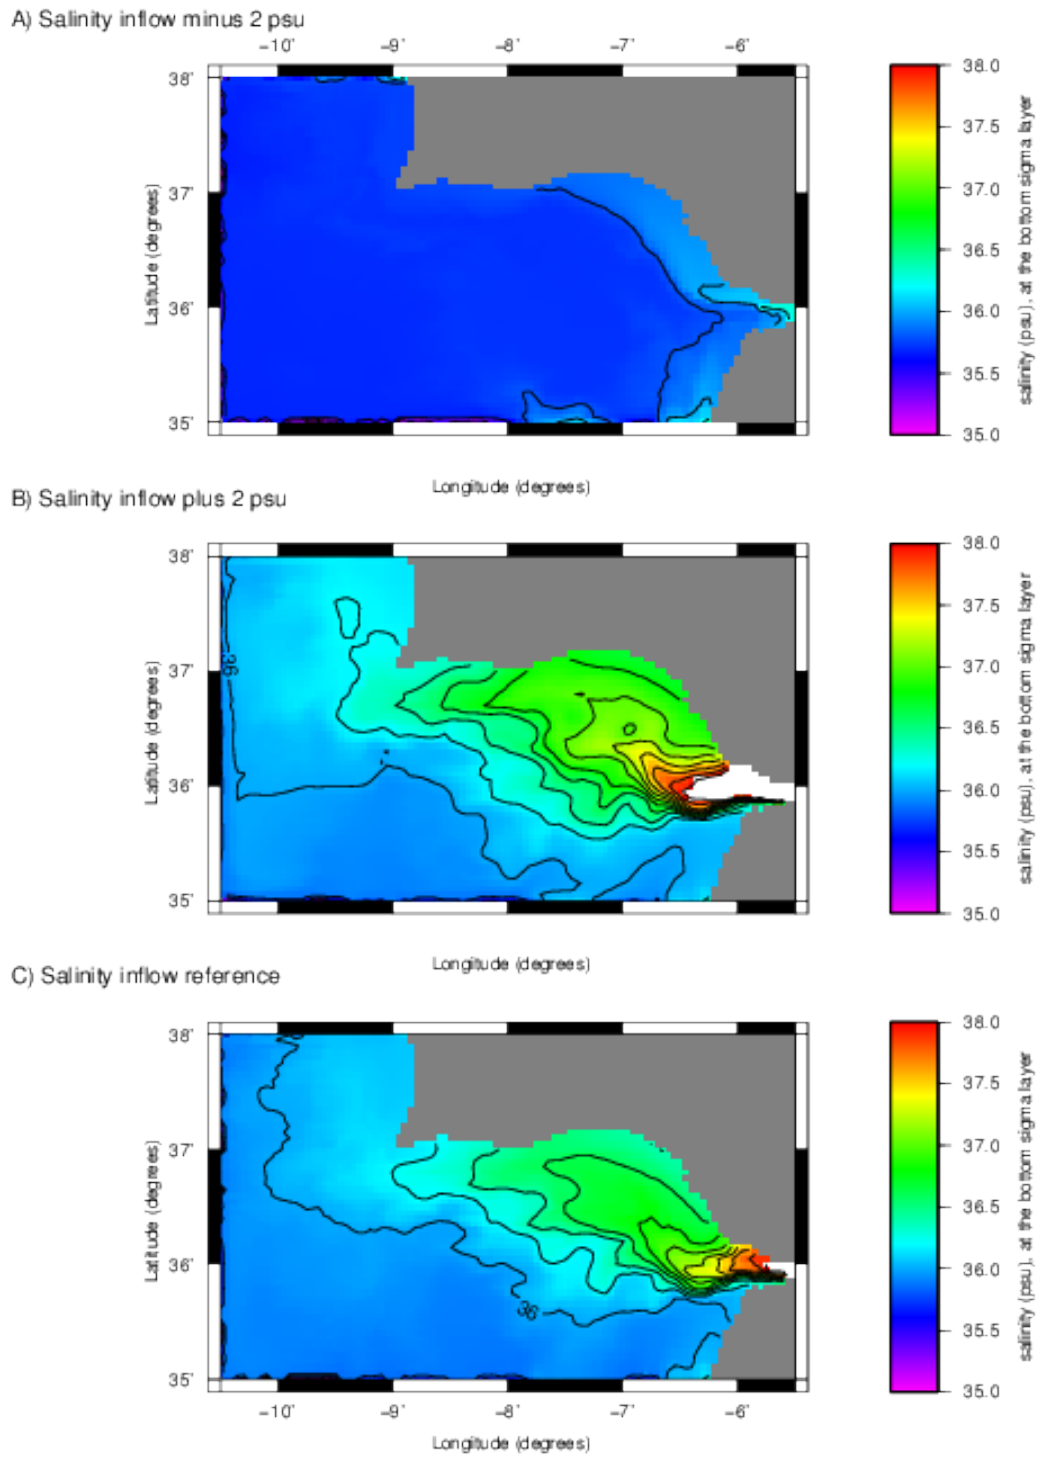 A) Salinity inflow minus 2 psu
−10˚ −9˚ −8˚ −7˚ −6˚
38˚
37˚
36˚
35˚
Latitude (degrees)
Longitude (degrees)
38.0
37.5
37.0
36.5
36.0
35.5
35.0
salinity (psu), at the bottom sigma layer
B) Salinity inflow plus 2 psu
38˚
37˚
36˚
35˚
Latitude (degrees)
36
Longitude (degrees)
38.0
37.5
37.0
36.5
36.0
35.5
35.0
salinity (psu), at the bottom sigma layer
C) Salinity inflow reference
38˚
37˚
36˚
35˚
Latitude (degrees)
36
−10˚ −9˚ −8˚ −7˚ −6˚
Longitude (degrees)
38.0
37.5
37.0
36.5
36.0
35.5
35.0
salinity (psu), at the bottom sigma layer